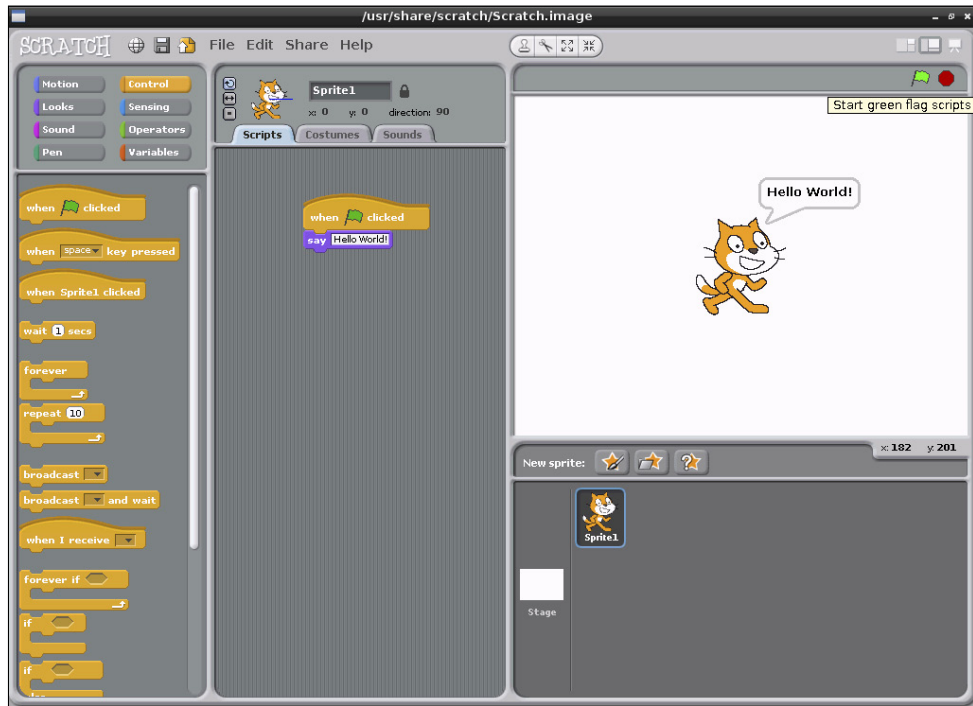 /usr/share/scratch/Scratch.image
SCRATCH File Edit Share Help
Motion Control
Looks Sensing
Sound Operators
Pen Variables
when clicked
when space key pressed
when Sprite1 clicked
wait 1 secs
forever
repeat 10
broadcast
broadcast and wait
when I receive
forever if
if
if
else
Sprite1
x: 0 y: 0 direction: 90
Scripts Costumes Sounds
when clicked
say Hello World!
Start green flag scripts
Hello World!
x: 182 y: 201
New sprite:
Sprite1
Stage